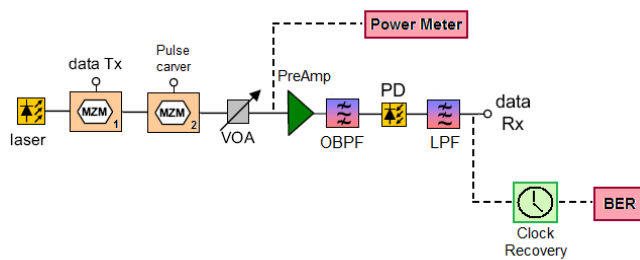 Power Meter
data Tx
Pulse
carver
PreAmp
PD
data
Rx
MZM
1
MZM
2
laser
VOA
OBPF
LPF
BER
Clock
Recovery